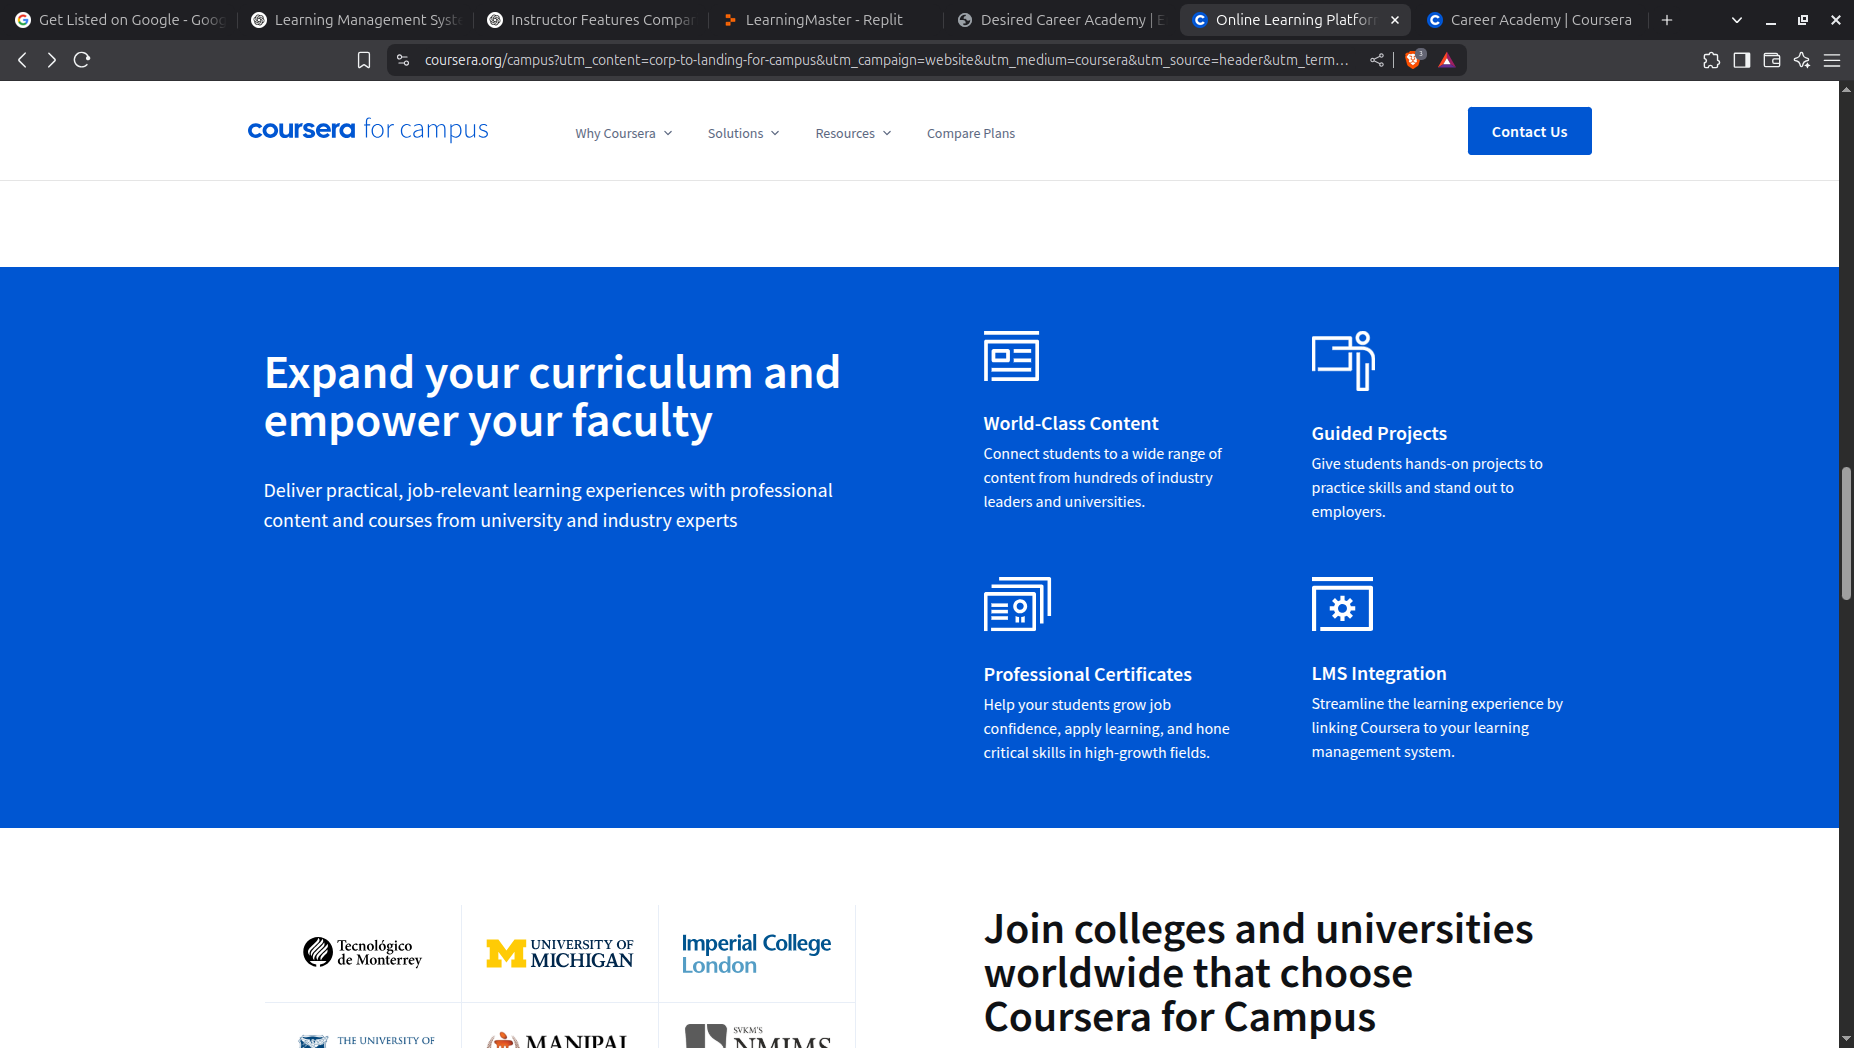 Get Listed on Google - Goog
Learning Management Syst
Instructor Features Compar
LearningMaster - Replit
Desired Career Academy | E
Online Learning Platfor
Career Academy | Coursera
coursera.org/campus?utm_content=corp-to-landing-for-campus&utm_campaign=website&utm_medium=coursera&utm_source=header&utm_term...
3
coursera for campus
Why Coursera
Solutions
Resources
Compare Plans
Contact Us
Expand your curriculum and
empower your faculty
Deliver practical, job-relevant learning experiences with professional
content and courses from university and industry experts
World-Class Content
Connect students to a wide range of
content from hundreds of industry
leaders and universities.
Guided Projects
Give students hands-on projects to
practice skills and stand out to
employers.
Professional Certificates
Help your students grow job
confidence, apply learning, and hone
critical skills in high-growth fields.
LMS Integration
Streamline the learning experience by
linking Coursera to your learning
management system.
Tecnológico
de Monterrey
M UNIVERSITY OF
MICHIGAN
Imperial College
London
THE UNIVERSITY OF
MANIPAL
SVKM'S
NMIMS
Join colleges and universities
worldwide that choose
Coursera for Campus